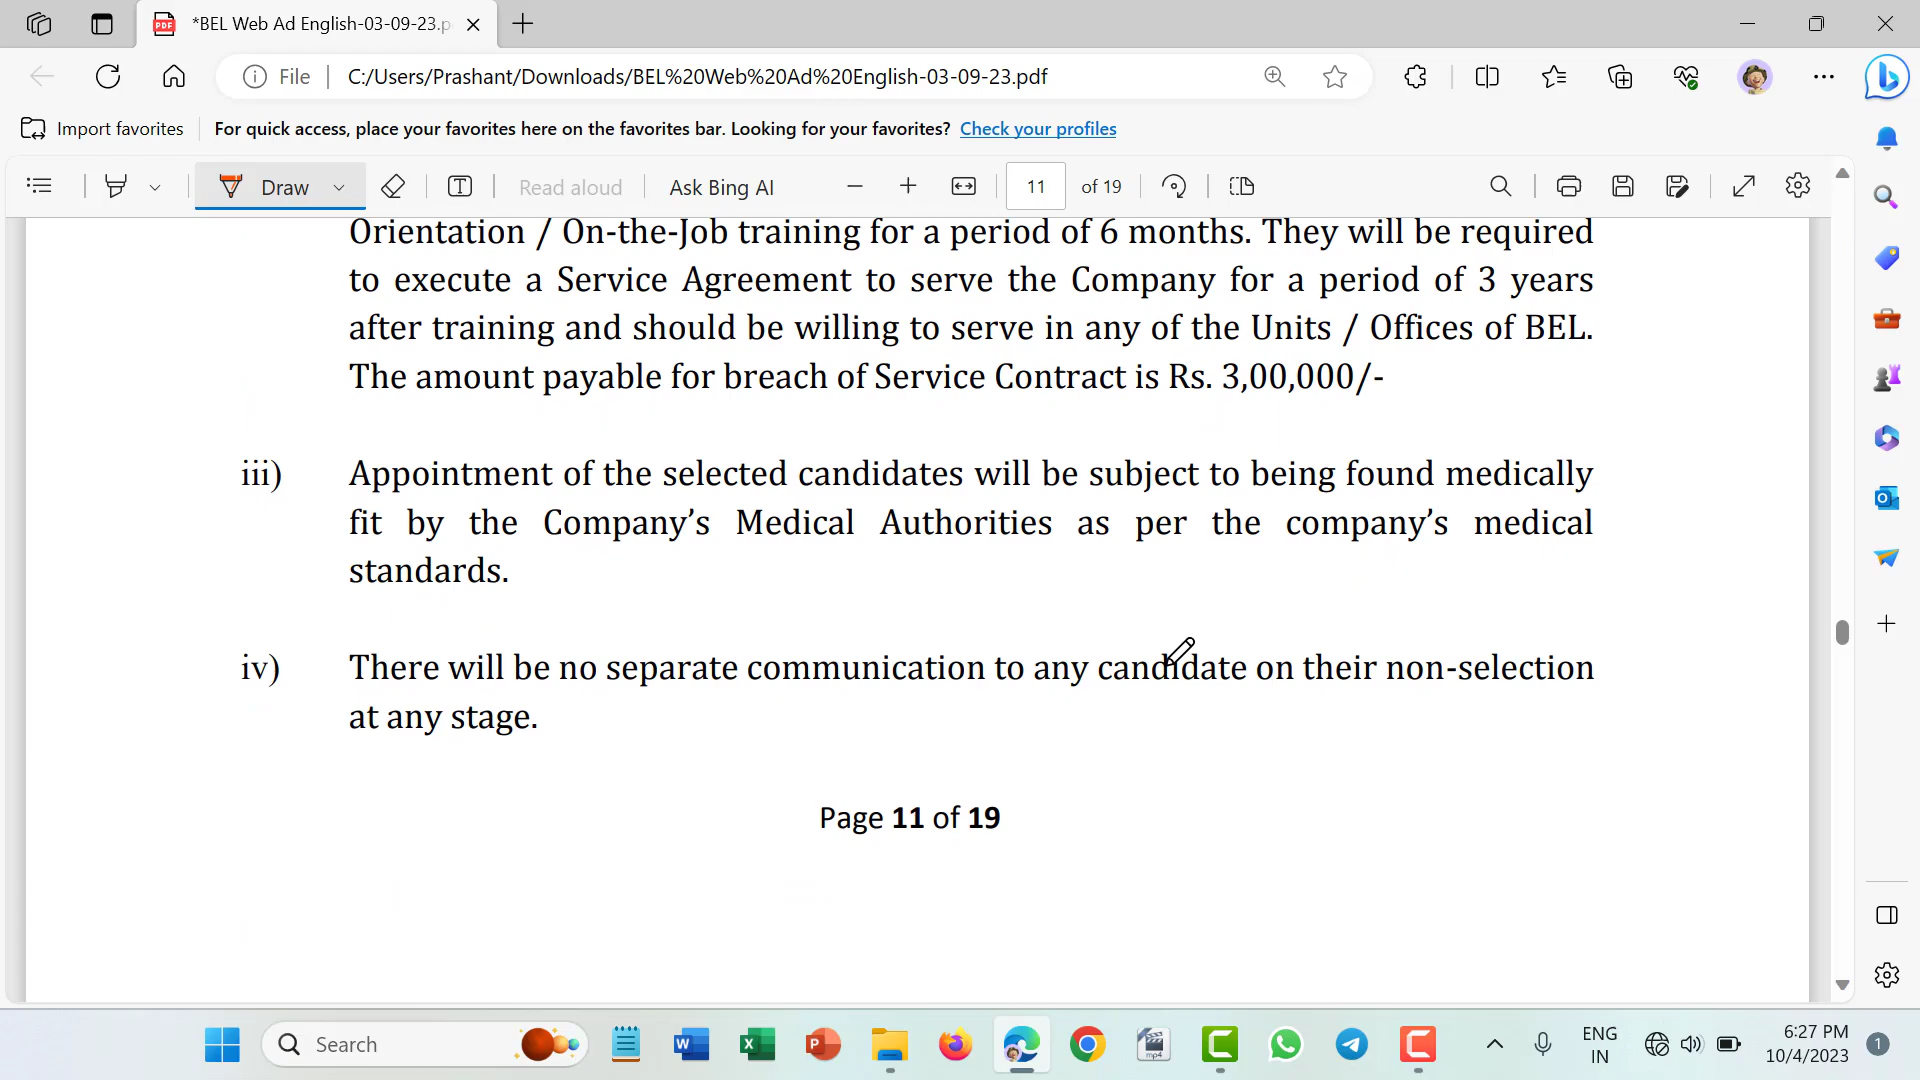 *BEL Web Ad English-03-09-23.p
File
C:/Users/Prashant/Downloads/BEL%20Web%20Ad%20English-03-09-23.pdf
Import favorites
For quick access, place your favorites here on the favorites bar. Looking for your favorites? Check your profiles
Draw
Read aloud
Ask Bing AI
11
of 19
Orientation / On-the-Job training for a period of 6 months. They will be required
to execute a Service Agreement to serve the Company for a period of 3 years
after training and should be willing to serve in any of the Units / Offices of BEL.
The amount payable for breach of Service Contract is Rs. 3,00,000/-
iii) Appointment of the selected candidates will be subject to being found medically
fit by the Company’s Medical Authorities as per the company’s medical
standards.
iv) There will be no separate communication to any candidate on their non-selection
at any stage.
Page 11 of 19
Search
ENG
IN
6:27 PM
10/4/2023
1